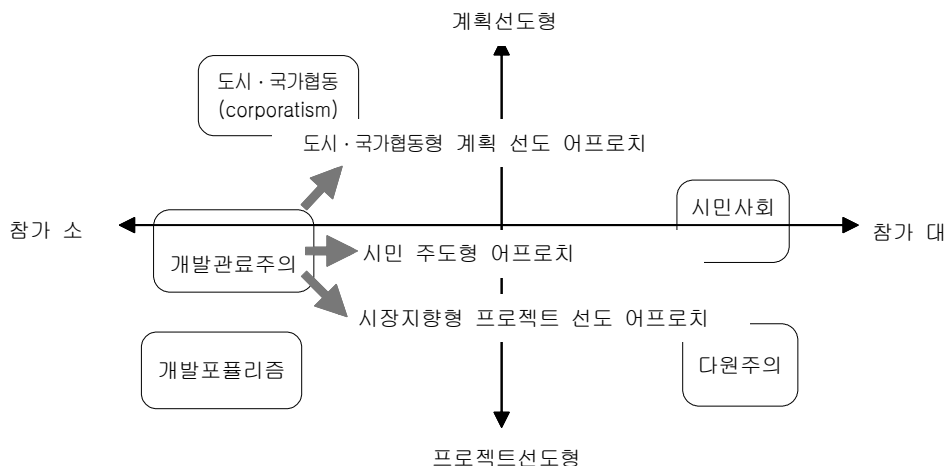 계획선도형
도시·국가협동
(corporatism)
도시·국가협동형 계획 선도 어프로치
시민사회
참가 소
참가 대
시민 주도형 어프로치
개발관료주의
시장지향형 프로젝트 선도 어프로치
개발포퓰리즘
다원주의
프로젝트선도형